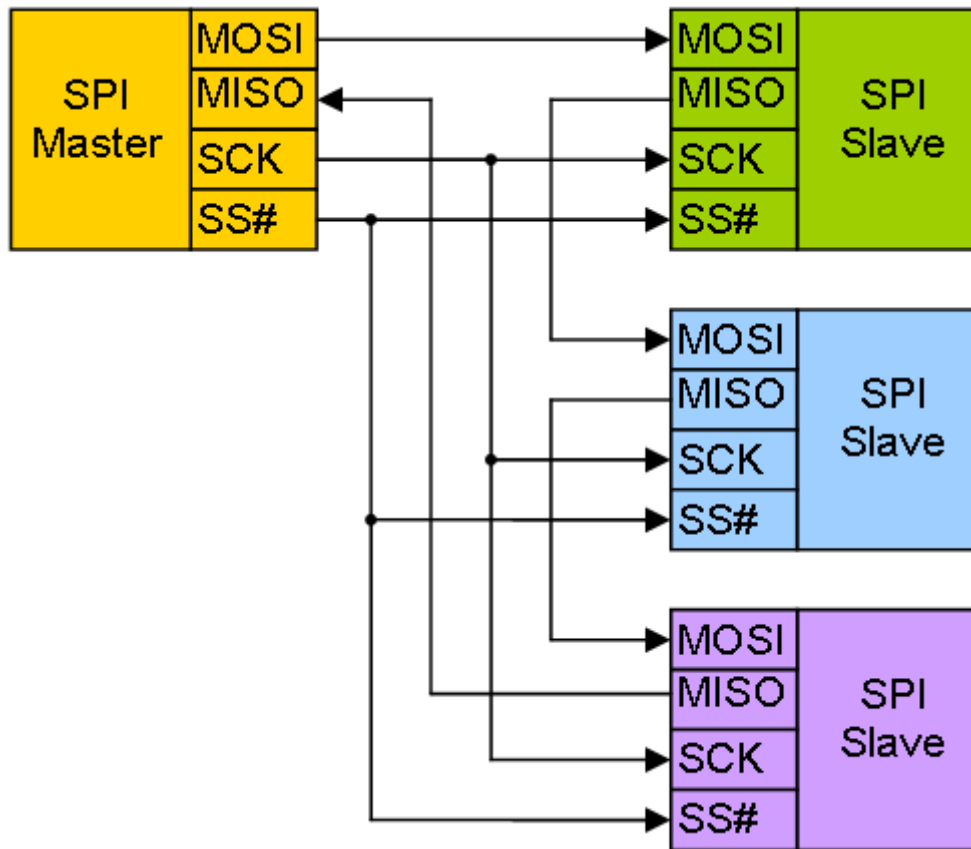 SPI
Master
MOSI
MISO
SCK
SS#
MOSI
MISO
SCK
SS#
SPI
Slave
MOSI
MISO
SCK
SS#
SPI
Slave
MOSI
MISO
SCK
SS#
SPI
Slave